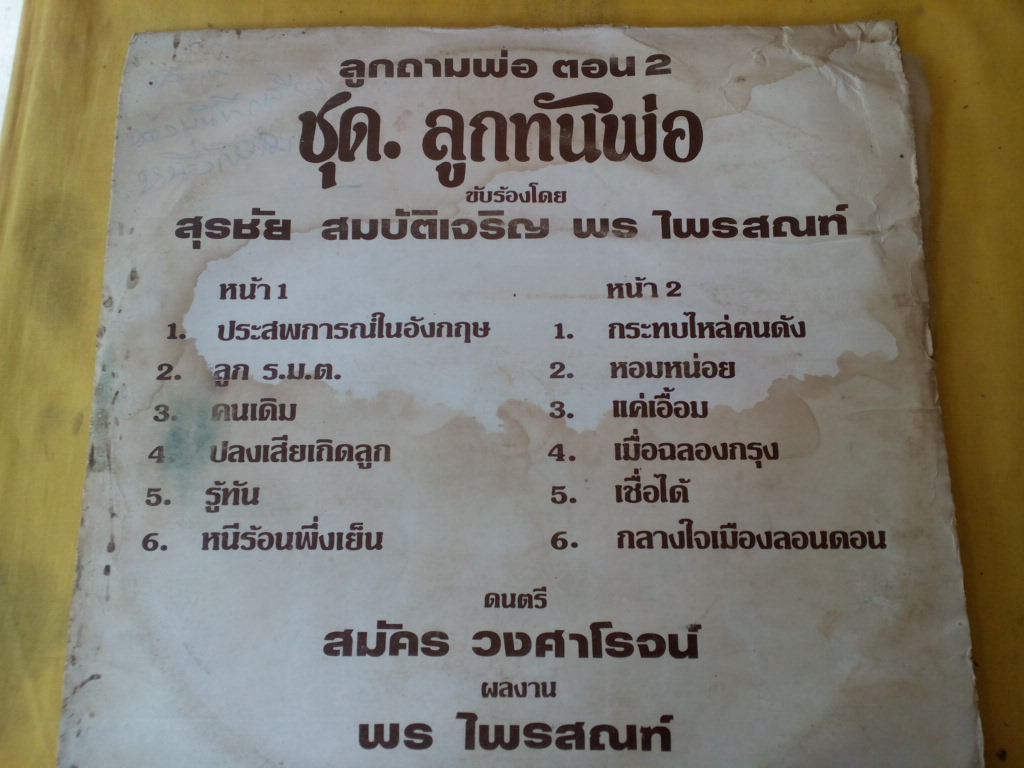 ลูกถามพ่อ ตอน 2
ชุด. ลูกทันพ่อ
ขับร้องโดย
สุรชัย สมบัติเจริญ พร ไพรสณฑ์
หน้า 1
1. ประสพการณ์ในอังกฤษ
2. ลูก ร.ม.ต.
3. คนเดิม
4. ปลงเสียเถิดลูก
5. รู้ทัน
6. หนีร้อนพึ่งเย็น
หน้า 2
1. กระทบไหล่คนดัง
2. หอมหน่อย
3. แค่เอื้อม
4. เมื่อฉลองกรุง
5. เชื่อได้
6. กลางใจเมืองลอนดอน
ดนตรี
สมัคร วงศาโรจน์
ผลงาน
พร ไพรสณฑ์